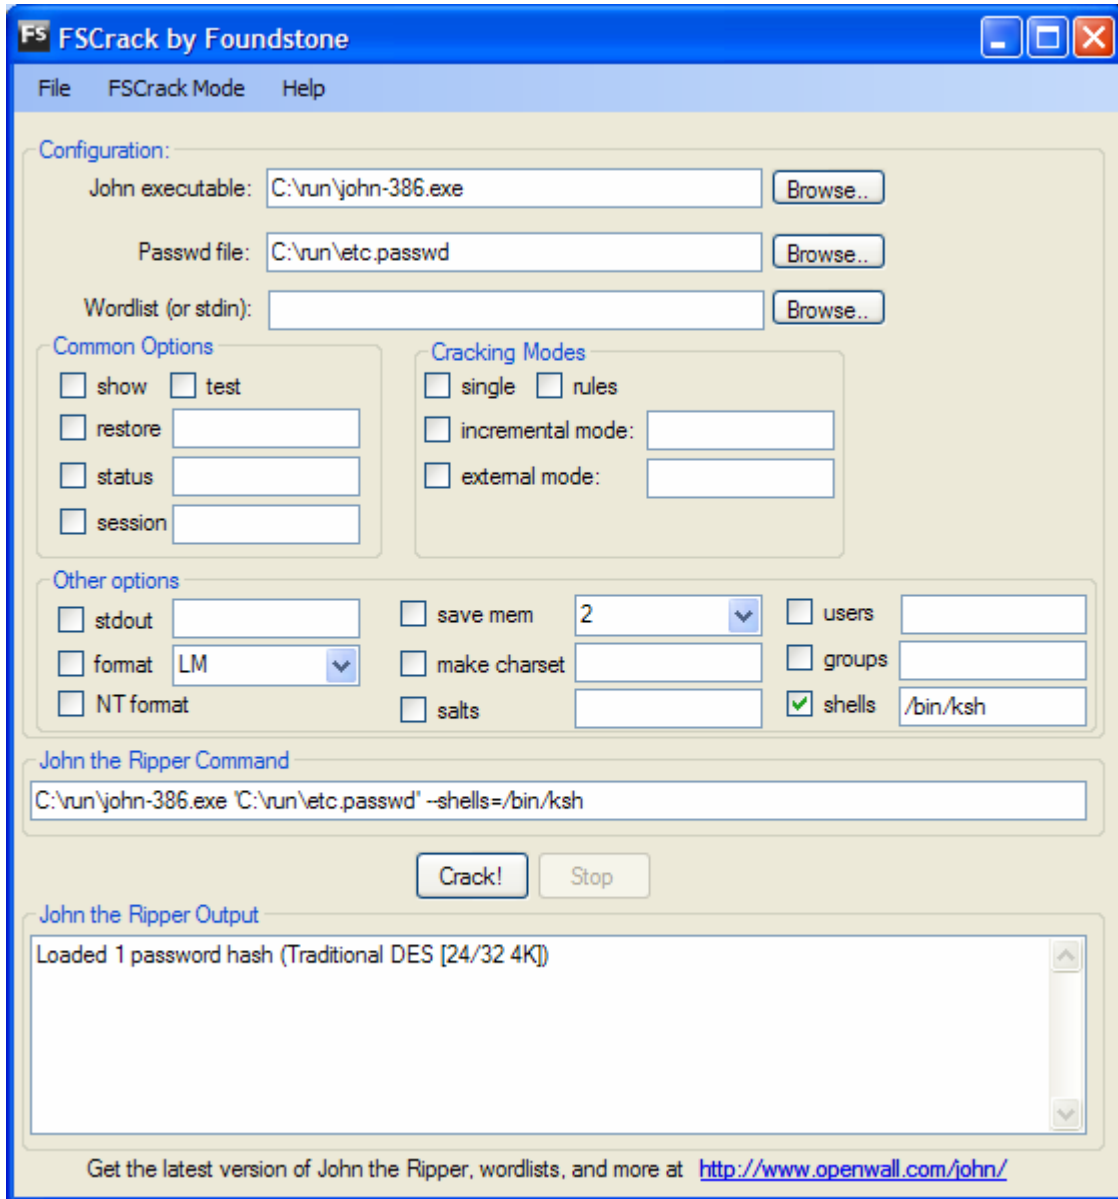 FS FSCrack by Foundstone
File FSCrack Mode Help
Configuration:
John executable: C:\run\john-386.exe Browse..
Passwd file: C:\run\etc.passwd Browse..
Wordlist (or stdin): Browse..
Common Options
show test
restore
status
session
Cracking Modes
single rules
incremental mode:
external mode:
Other options
stdout save mem 2 users
format LM make charset groups
NT format salts shells /bin/ksh
John the Ripper Command
C:\run\john-386.exe 'C:\run\etc.passwd' --shells=/bin/ksh
Crack! Stop
John the Ripper Output
Loaded 1 password hash (Traditional DES [24/32 4K])
Get the latest version of John the Ripper, wordlists, and more at http://www.openwall.com/john/